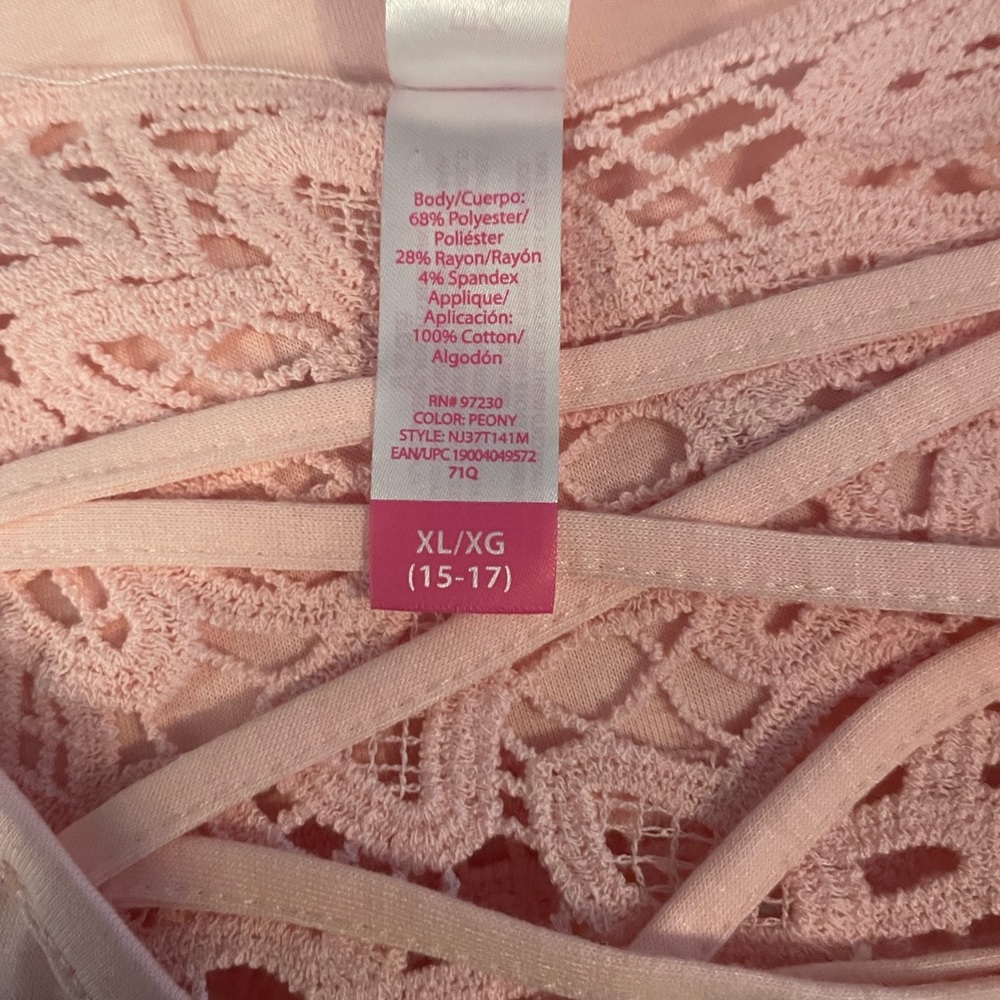 Body/Cuerpo:
68% Polyester/
Poliéster
28% Rayon/Rayón
4% Spandex
Applique/
Aplicación:
100% Cotton/
Algodón
RN# 97230
COLOR: PEONY
STYLE: NJ37T141M
EAN/UPC 19004049572
71Q
XL/XG
(15-17)